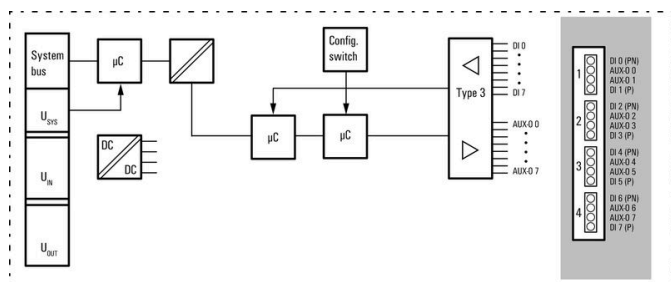 System
bus
U SYS
U IN
U OUT
µC
DC
DC
µC
µC
Config.
switch
Type 3
DI 0
DI 7
AUX-O 0
AUX-O 7
1
DI 0 (PN)
AUX-O 0
AUX-O 1
DI 1 (P)
2
DI 2 (PN)
AUX-O 2
AUX-O 3
DI 3 (P)
3
DI 4 (PN)
AUX-O 4
AUX-O 5
DI 5 (P)
4
DI 6 (PN)
AUX-O 6
AUX-O 7
DI 7 (P)